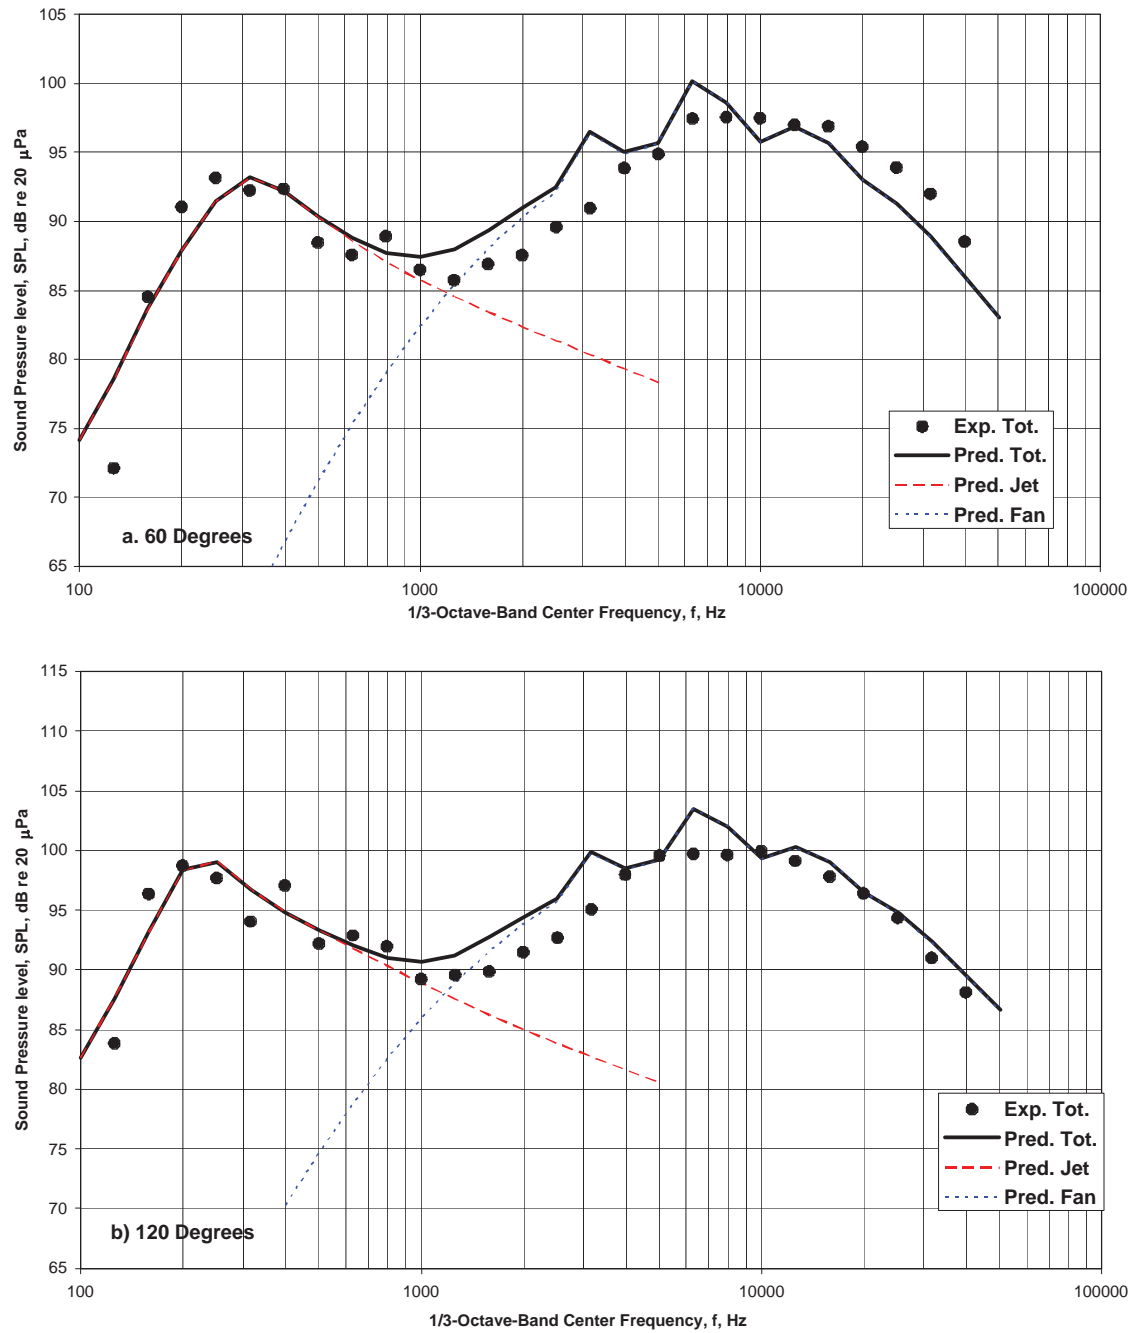 100
95
90
85
80
75
70
65
Sound Pressure level, SPL, dB re 20 μPa
a. 60 Degrees
Exp. Tot.
Pred. Tot.
Pred. Jet
Pred. Fan
100 1000 10000 100000
1/3-Octave-Band Center Frequency, f, Hz
115
110
105
100
95
90
85
80
75
70
65
Sound Pressure level, SPL, dB re 20 μPa
b) 120 Degrees
Exp. Tot.
Pred. Tot.
Pred. Jet
Pred. Fan
100 1000 10000 100000
1/3-Octave-Band Center Frequency, f, Hz